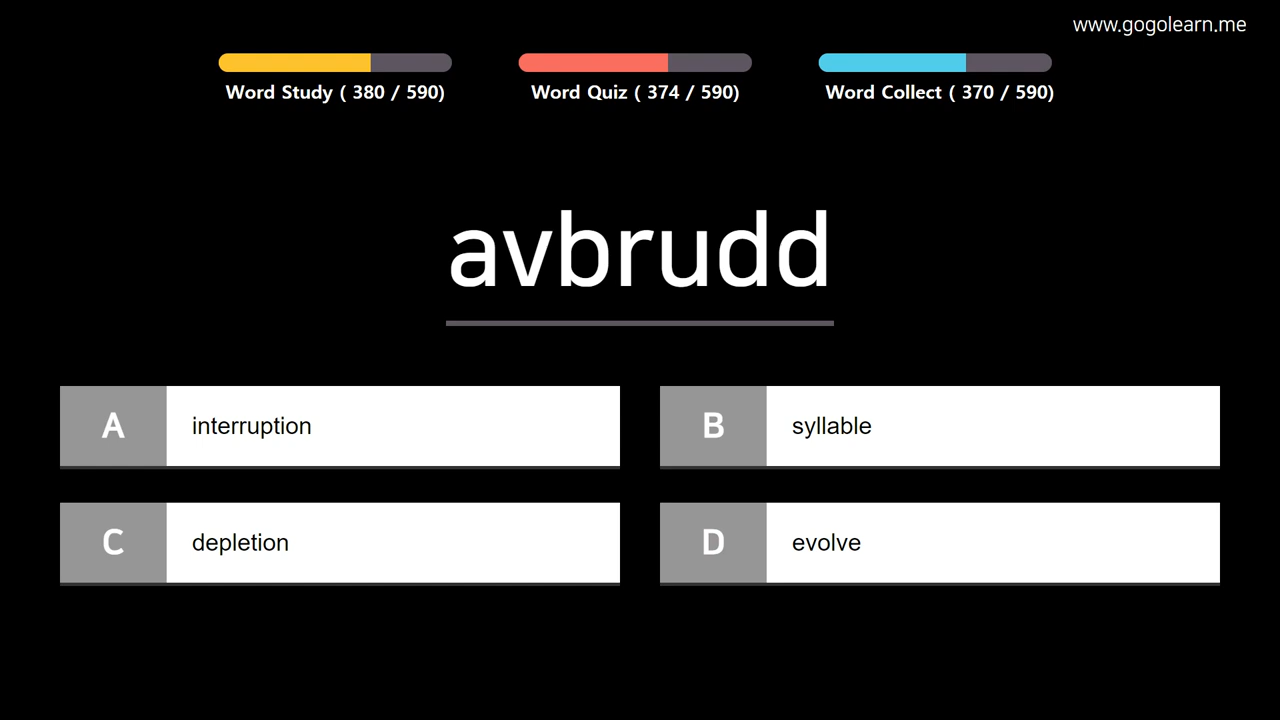 www.gogolearn.me
Word Study ( 380 / 590)
Word Quiz ( 374 / 590)
Word Collect ( 370 / 590)
avbrudd
A interruption
B syllable
C depletion
D evolve